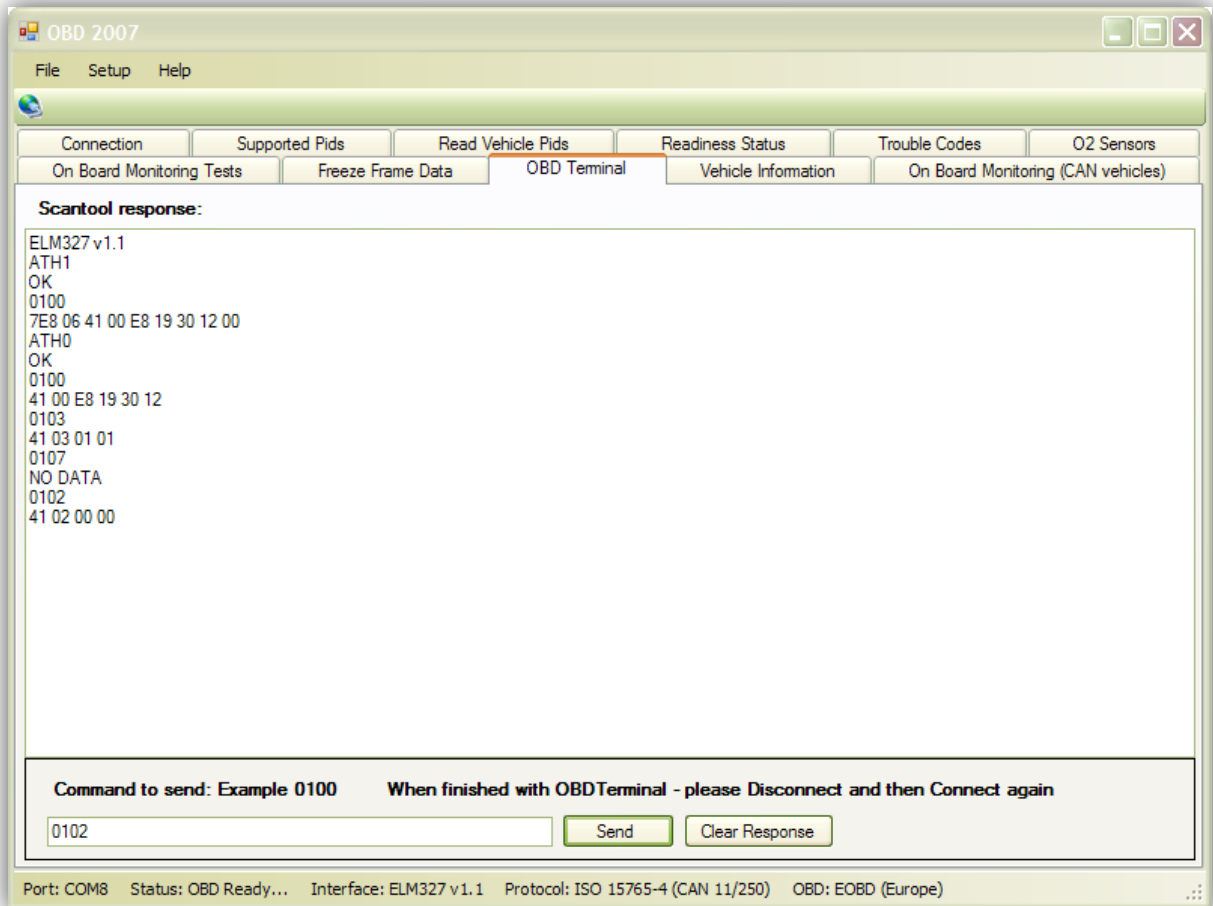 OBD 2007
File Setup Help
Connection Supported Pids Read Vehicle Pids Readiness Status Trouble Codes O2 Sensors
On Board Monitoring Tests Freeze Frame Data OBD Terminal Vehicle Information On Board Monitoring (CAN vehicles)
Scantool response:
ELM327 v1.1
ATH1
OK
0100
7E8 06 41 00 E8 19 30 12 00
ATH0
OK
0100
41 00 E8 19 30 12
0103
41 03 01 01
0107
NO DATA
0102
41 02 00 00
Command to send: Example 0100 When finished with OBDTerminal - please Disconnect and then Connect again
0102 Send Clear Response
Port: COM8 Status: OBD Ready... Interface: ELM327 v1.1 Protocol: ISO 15765-4 (CAN 11/250) OBD: EOBD (Europe)